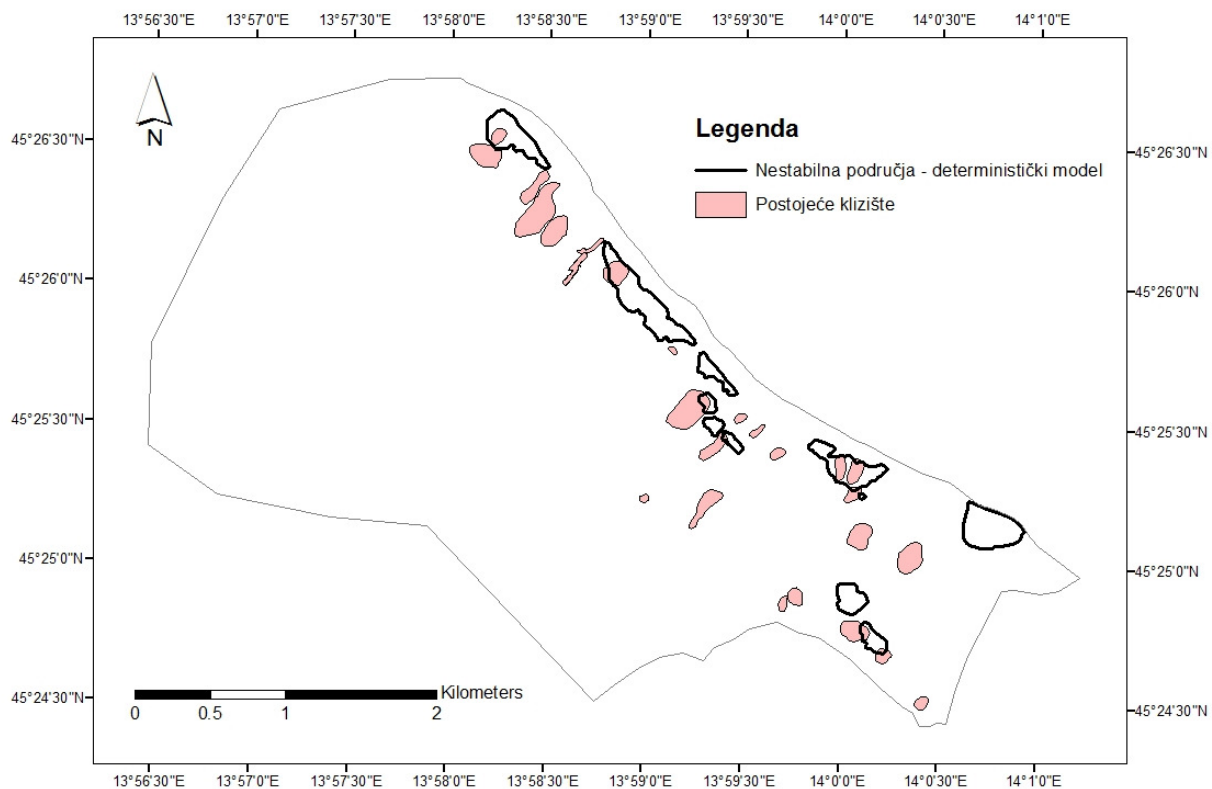 13°56'30"E 13°57'0"E 13°57'30"E 13°58'0"E 13°58'30"E 13°59'0"E 13°59'30"E 14°0'0"E 14°0'30"E 14°1'0"E
N
Legenda
Nestabilna područja - deterministički model
Postojeće klizište
45°26'30"N
45°26'0"N
45°25'30"N
45°25'0"N
45°24'30"N
45°26'30"N
45°26'0"N
45°25'30"N
45°25'0"N
45°24'30"N
Kilometers
0 0.5 1 2
13°56'30"E 13°57'0"E 13°57'30"E 13°58'0"E 13°58'30"E 13°59'0"E 13°59'30"E 14°0'0"E 14°0'30"E 14°1'0"E